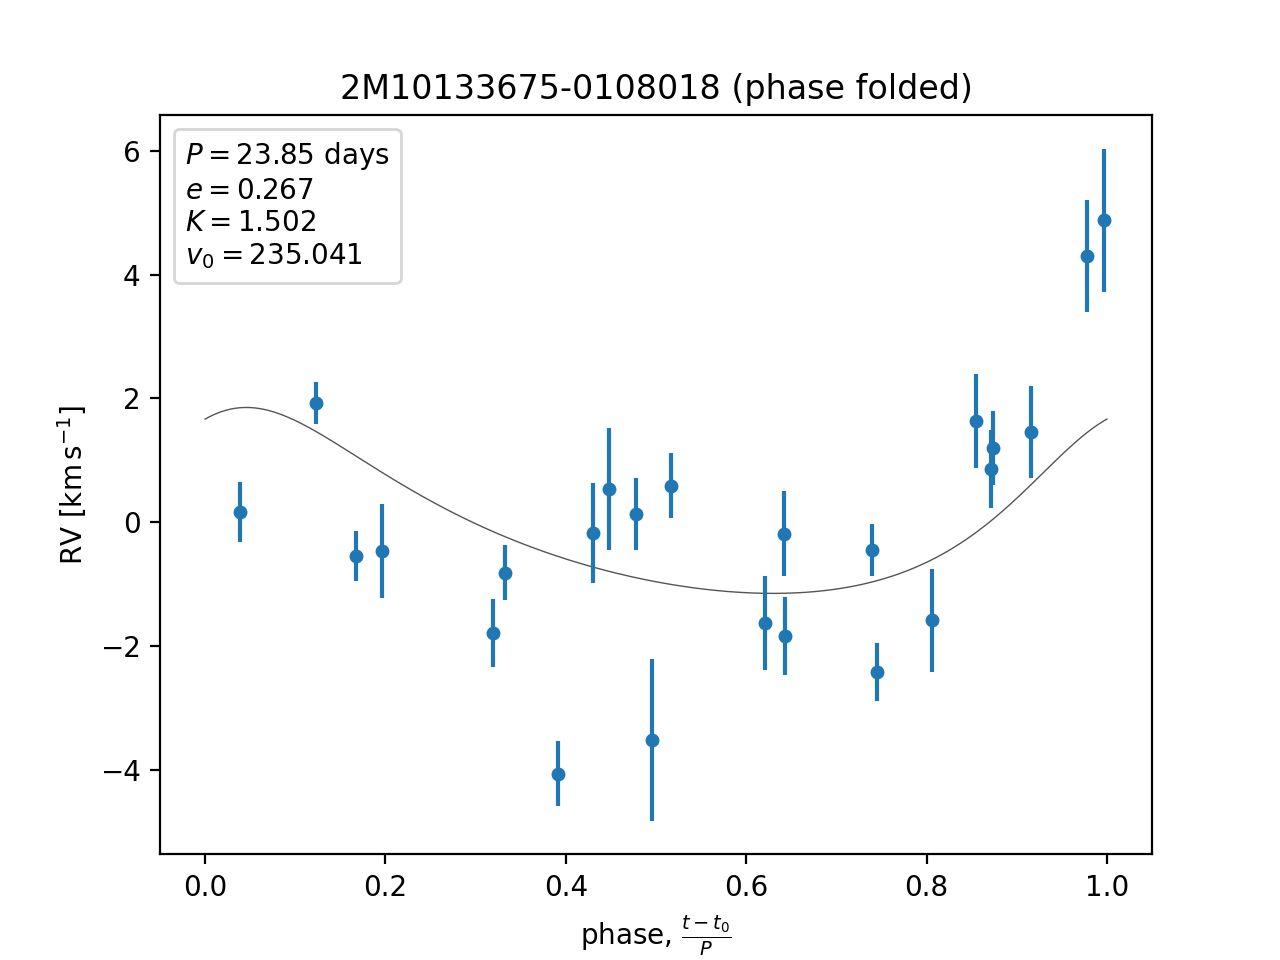 2M10133675-0108018 (phase folded)
P = 23.85 days
e = 0.267
K = 1.502
v₀ = 235.041
6
4
2
0
−2
−4
RV [km s⁻¹]
0.0 0.2 0.4 0.6 0.8 1.0
phase, (t − t₀)/P